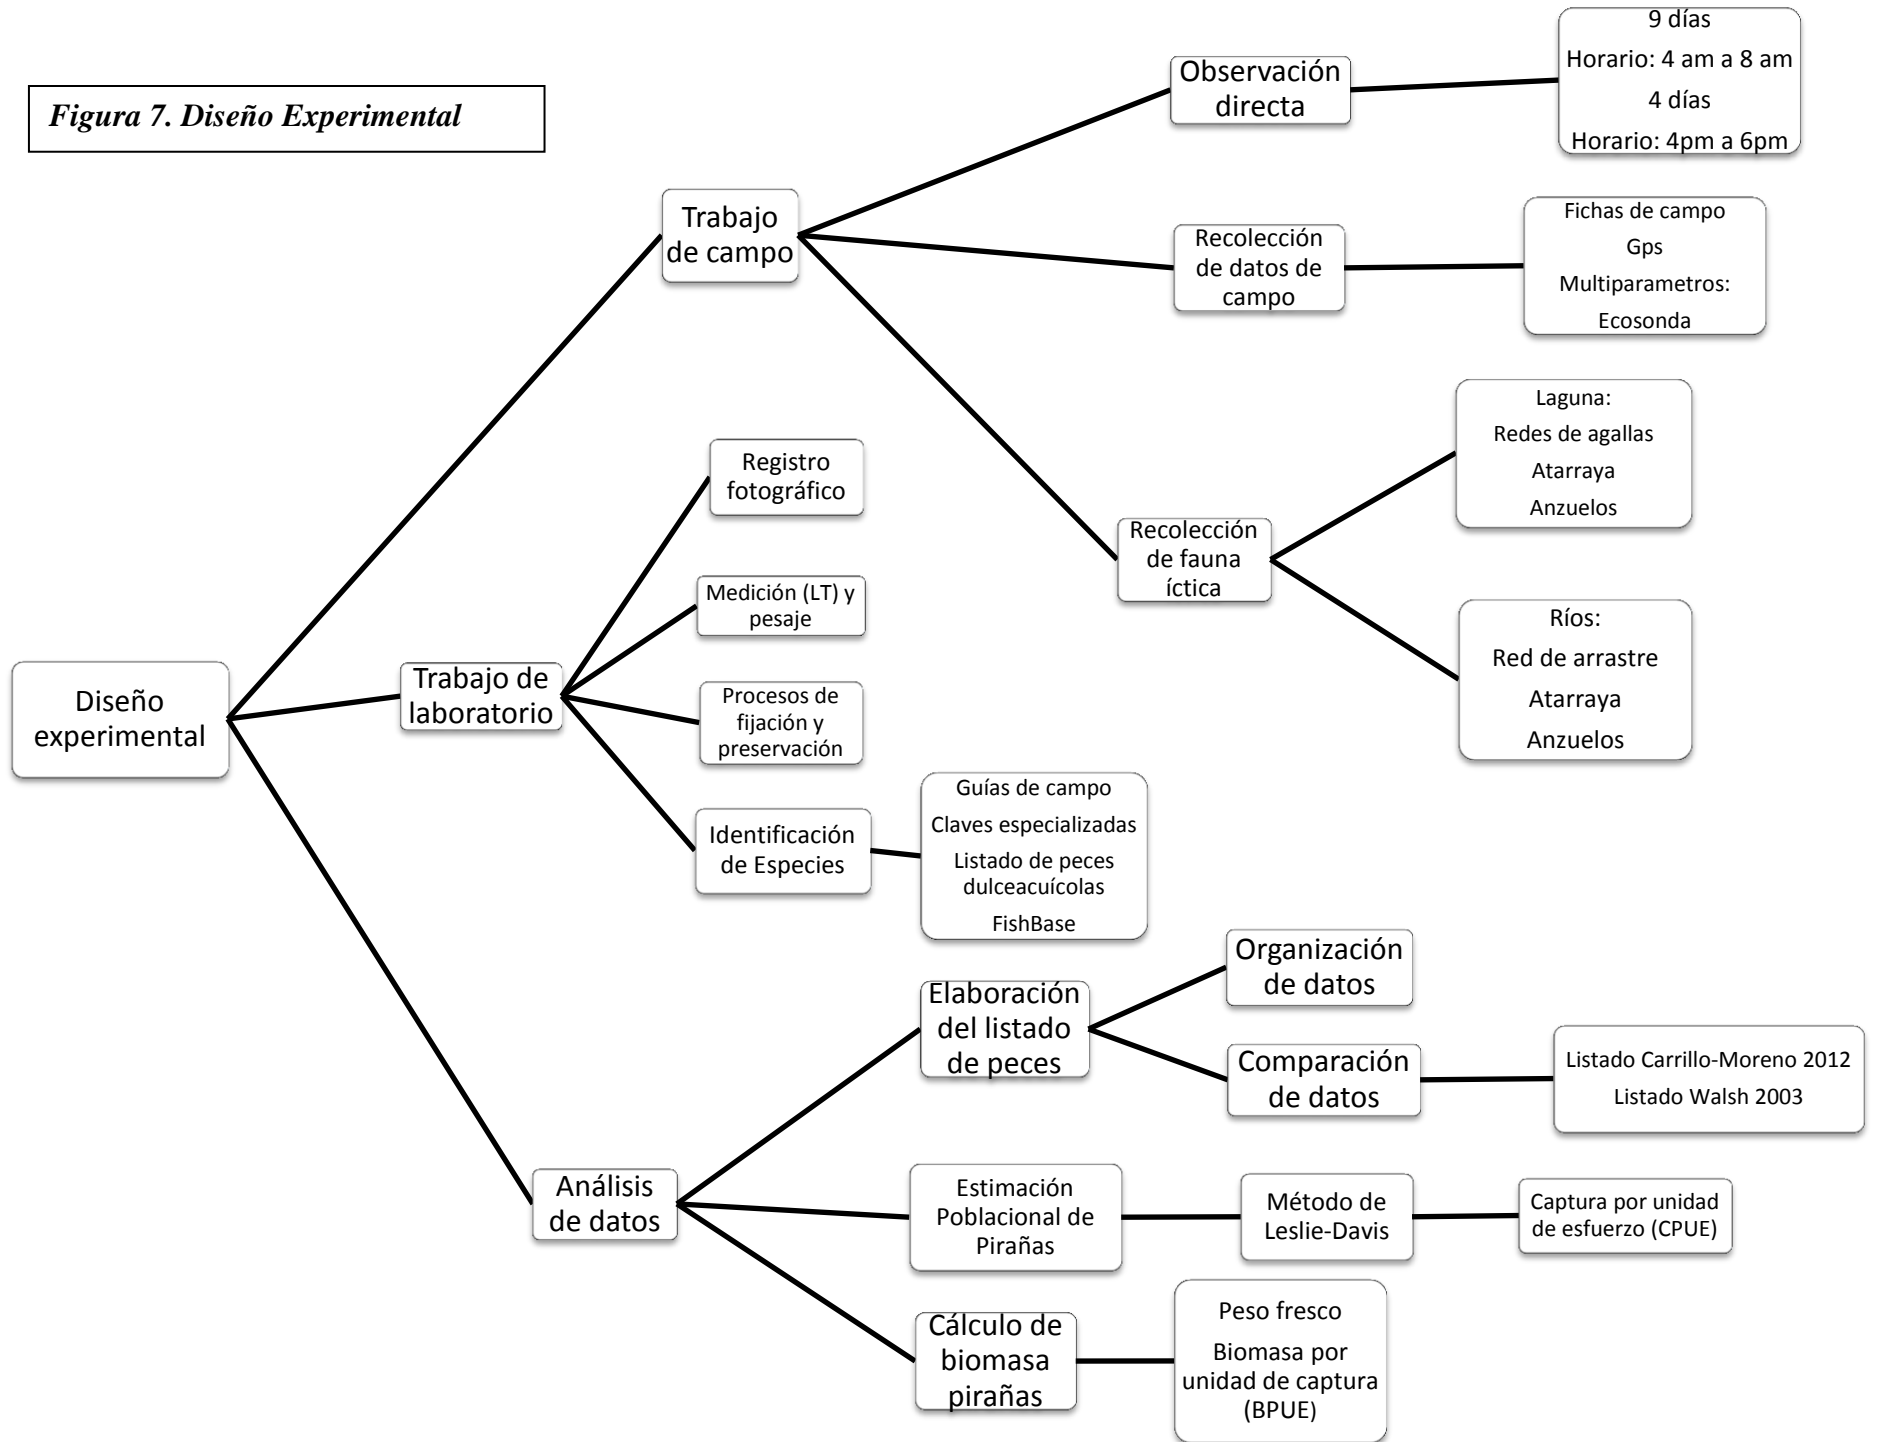 Figura 7. Diseño Experimental
Diseño
experimental
Trabajo
de campo
Observación
directa
9 días
Horario: 4 am a 8 am
4 días
Horario: 4pm a 6pm
Recolección
de datos de
campo
Fichas de campo
Gps
Multiparametros:
Ecosonda
Recolección
de fauna
íctica
Laguna:
Redes de agallas
Atarraya
Anzuelos
Ríos:
Red de arrastre
Atarraya
Anzuelos
Trabajo de
laboratorio
Registro
fotográfico
Medición (LT) y
pesaje
Procesos de
fijación y
preservación
Identificación
de Especies
Guías de campo
Claves especializadas
Listado de peces
dulceacuícolas
FishBase
Análisis
de datos
Elaboración
del listado
de peces
Organización
de datos
Comparación
de datos
Listado Carrillo-Moreno 2012
Listado Walsh 2003
Estimación
Poblacional de
Pirañas
Método de
Leslie-Davis
Captura por unidad
de esfuerzo (CPUE)
Cálculo de
biomasa
pirañas
Peso fresco
Biomasa por
unidad de captura
(BPUE)